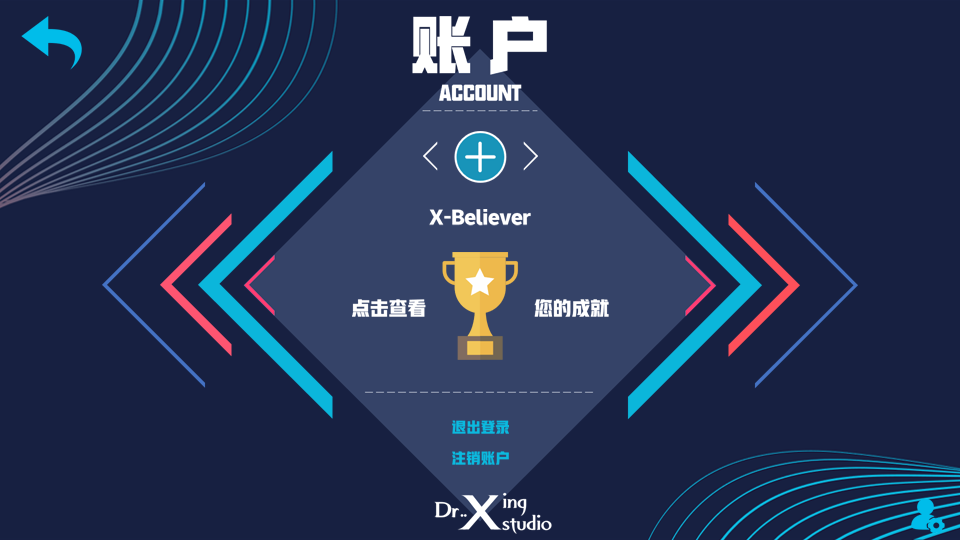 账户
ACCOUNT
X-Believer
点击查看 您的成就
退出登录
注销账户
Dr..Xing
studio